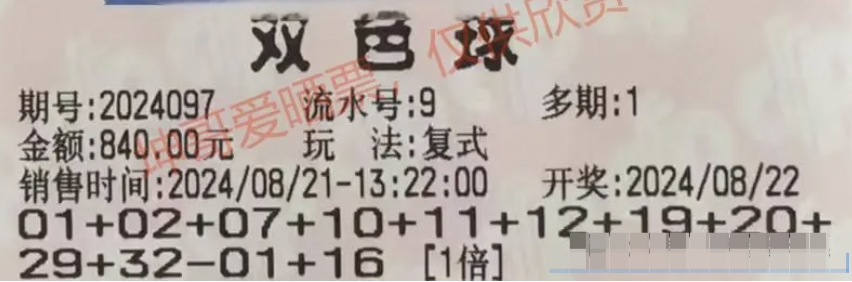 双色球
期号:2024097 流水号:9 多期:1
金额:840.00元 玩 法:复式
销售时间:2024/08/21-13:22:00 开奖:2024/08/22
01+02+07+10+11+12+19+20+
29+32-01+16 [1倍]
坤哥爱晒票，仅供欣赏